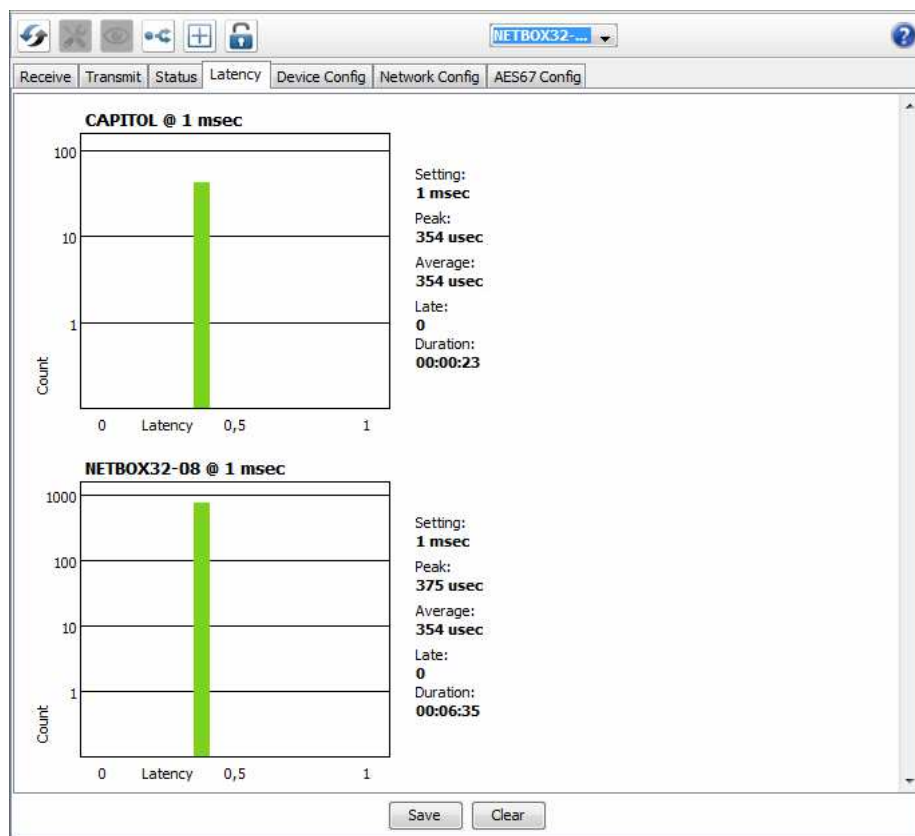 NETBOX32-...
?
Receive Transmit Status Latency Device Config Network Config AES67 Config
CAPITOL @ 1 msec
100
10
1
Count
0 Latency 0,5 1
Setting:
1 msec
Peak:
354 usec
Average:
354 usec
Late:
0
Duration:
00:00:23
NETBOX32-08 @ 1 msec
1000
100
10
1
Count
0 Latency 0,5 1
Setting:
1 msec
Peak:
375 usec
Average:
354 usec
Late:
0
Duration:
00:06:35
Save Clear